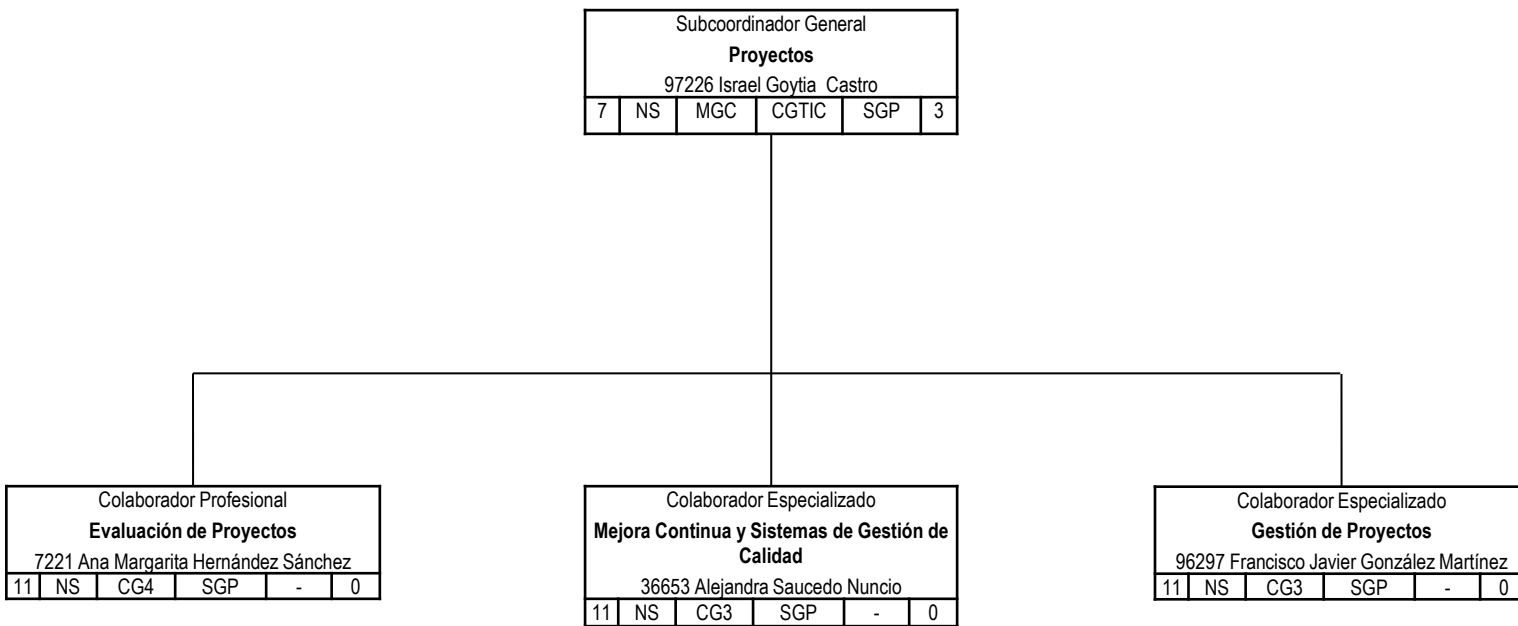 Subcoordinador General
Proyectos
97226 Israel Goytia Castro
7 NS MGC CGTIC SGP 3
Colaborador Profesional
Evaluación de Proyectos
7221 Ana Margarita Hernández Sánchez
11 NS CG4 SGP - 0
Colaborador Especializado
Mejora Continua y Sistemas de Gestión de
Calidad
36653 Alejandra Saucedo Nuncio
11 NS CG3 SGP - 0
Colaborador Especializado
Gestión de Proyectos
96297 Francisco Javier González Martínez
11 NS CG3 SGP - 0